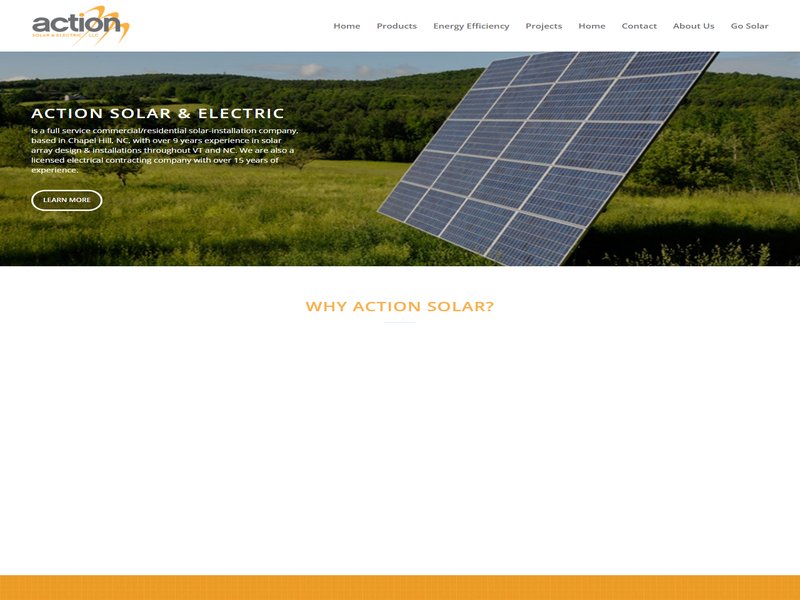 action
SOLAR & ELECTRIC LLC
Home Products Energy Efficiency Projects Home Contact About Us Go Solar
ACTION SOLAR & ELECTRIC
is a full service commercial/residential solar-installation company,
based in Chapel Hill, NC, with over 9 years experience in solar
array design & installations throughout VT and NC. We are also a
licensed electrical contracting company with over 15 years of
experience.
LEARN MORE
WHY ACTION SOLAR?